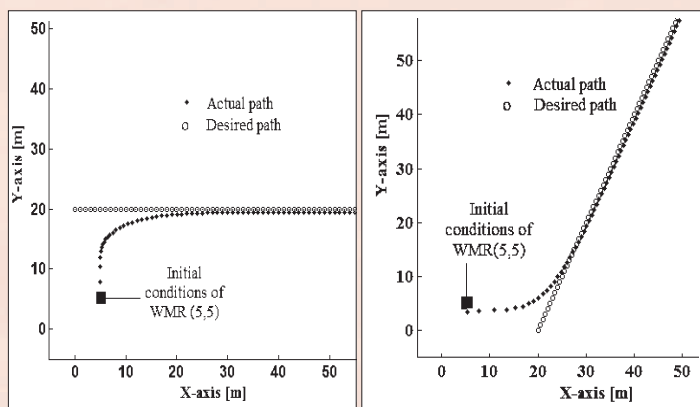 50
40
30
20
10
0
Y-axis [m]
Actual path
Desired path
Initial
conditions of
WMR (5,5)
0 10 20 30 40 50
X-axis [m]
50
40
30
20
10
0
Y-axis [m]
Actual path
Desired path
Initial
conditions of
WMR(5,5)
0 10 20 30 40 50
X-axis [m]